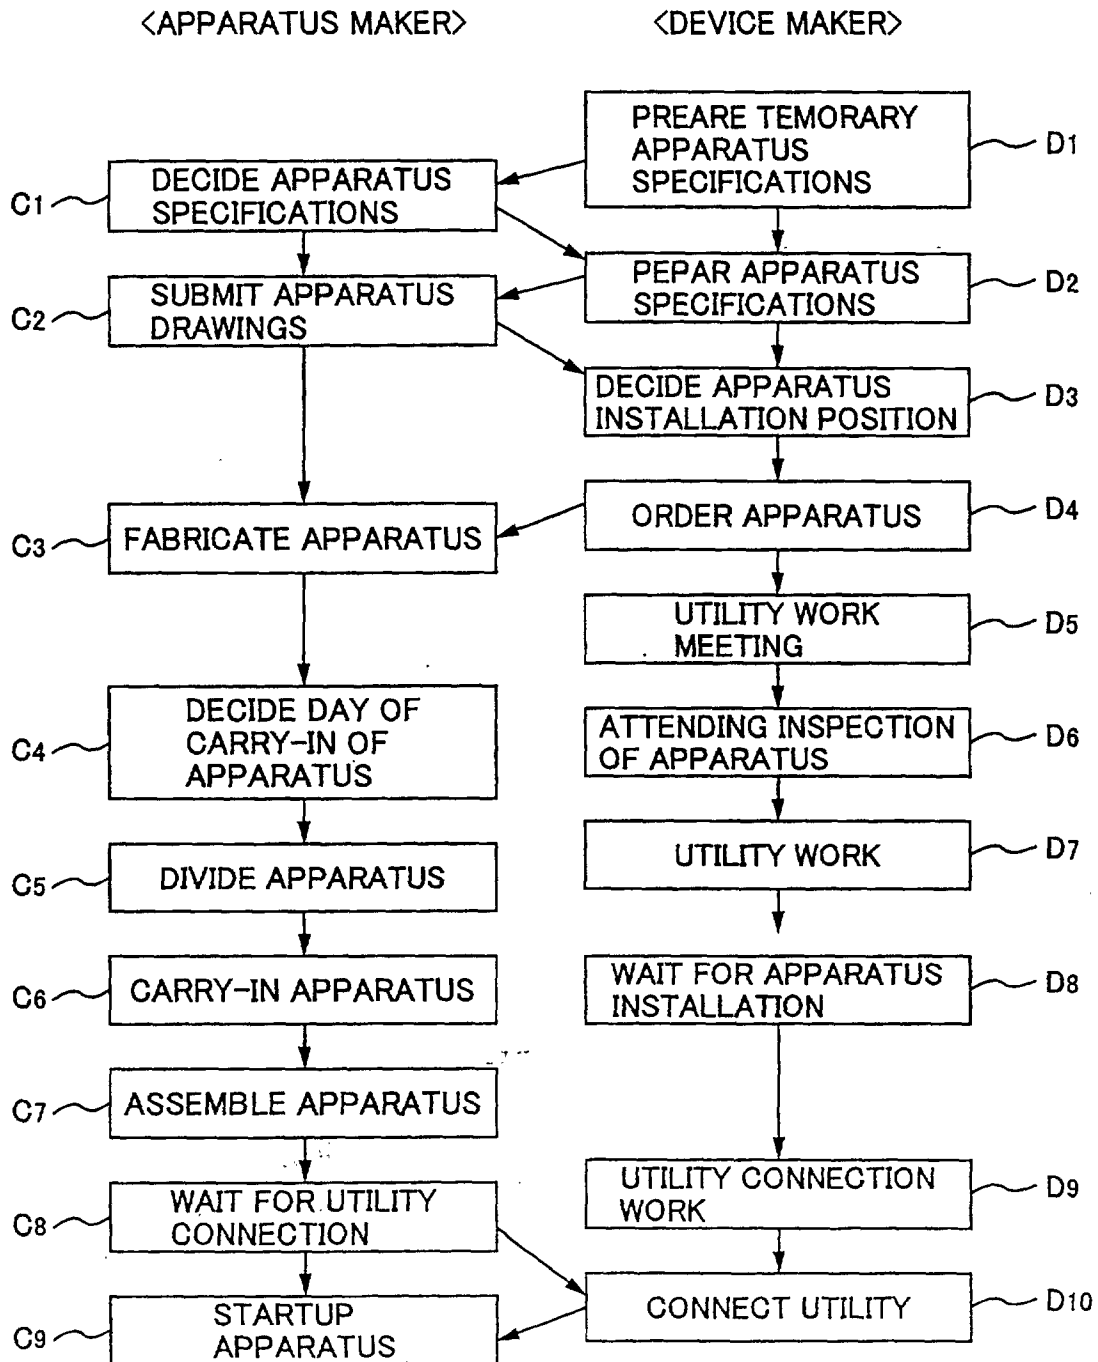 <APPARATUS MAKER>
<DEVICE MAKER>
PREARE TEMORARY
APPARATUS
SPECIFICATIONS
D1
C1
DECIDE APPARATUS
SPECIFICATIONS
PEPAR APPARATUS
SPECIFICATIONS
D2
C2
SUBMIT APPARATUS
DRAWINGS
DECIDE APPARATUS
INSTALLATION POSITION
D3
ORDER APPARATUS
D4
C3
FABRICATE APPARATUS
UTILITY WORK
MEETING
D5
C4
DECIDE DAY OF
CARRY-IN OF
APPARATUS
ATTENDING INSPECTION
OF APPARATUS
D6
UTILITY WORK
D7
C5
DIVIDE APPARATUS
WAIT FOR APPARATUS
INSTALLATION
D8
C6
CARRY-IN APPARATUS
C7
ASSEMBLE APPARATUS
UTILITY CONNECTION
WORK
D9
C8
WAIT FOR UTILITY
CONNECTION
CONNECT UTILITY
D10
C9
STARTUP
APPARATUS